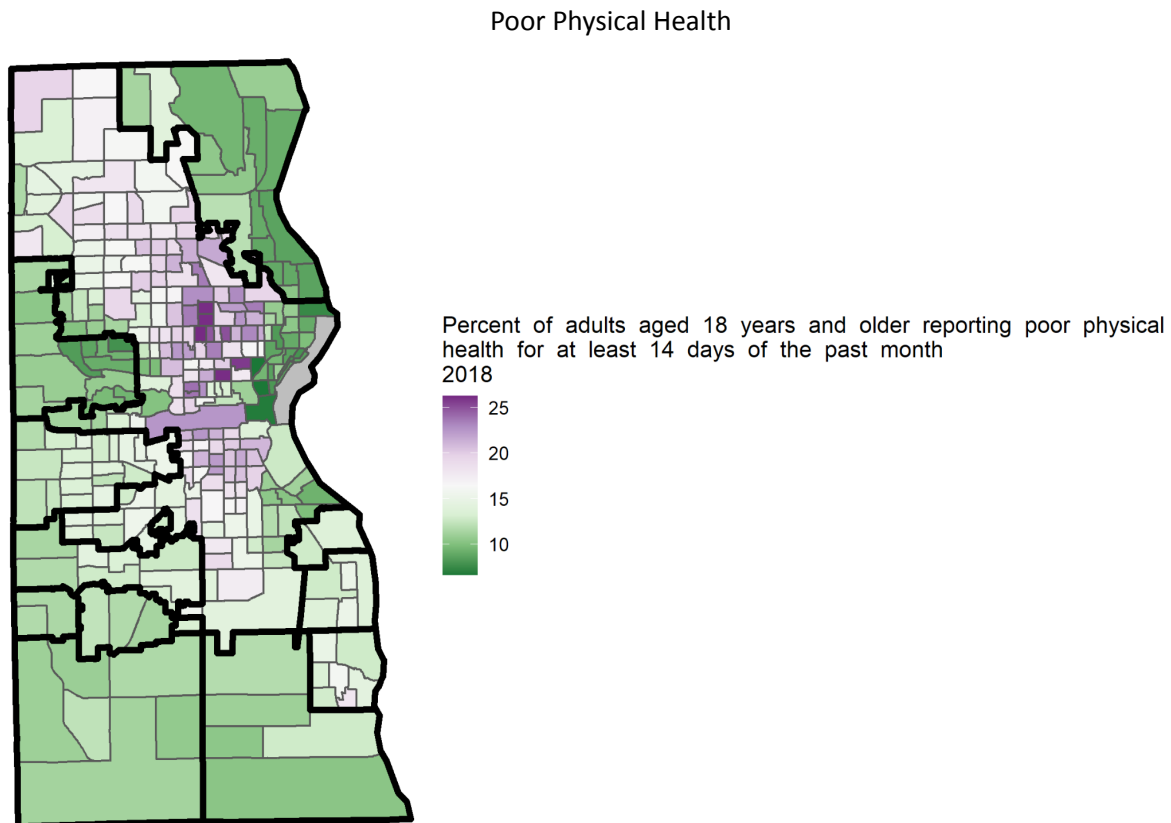 Poor Physical Health
Percent of adults aged 18 years and older reporting poor physical
health for at least 14 days of the past month
2018
25
20
15
10